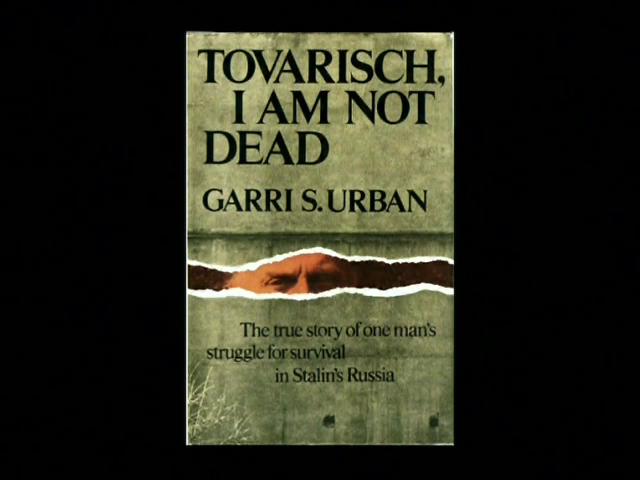 TOVARISCH,
I AM NOT
DEAD
GARRI S. URBAN
The true story of one man's
struggle for survival
in Stalin's Russia